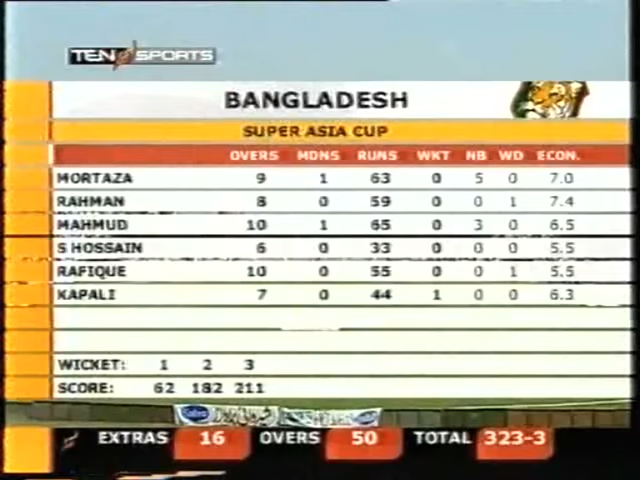 TEN SPORTS
BANGLADESH
SUPER ASIA CUP
OVERS MDNS RUNS WKT NB WD ECON.
MORTAZA 9 1 63 0 5 0 7.0
RAHMAN 8 0 59 0 0 1 7.4
MAHMUD 10 1 65 0 3 0 6.5
S HOSSAIN 6 0 33 0 0 0 5.5
RAFIQUE 10 0 55 0 0 1 5.5
KAPALI 7 0 44 1 0 0 6.3
WICKET: 1 2 3
SCORE: 62 182 211
EXTRAS 16 OVERS 50 TOTAL 323-3